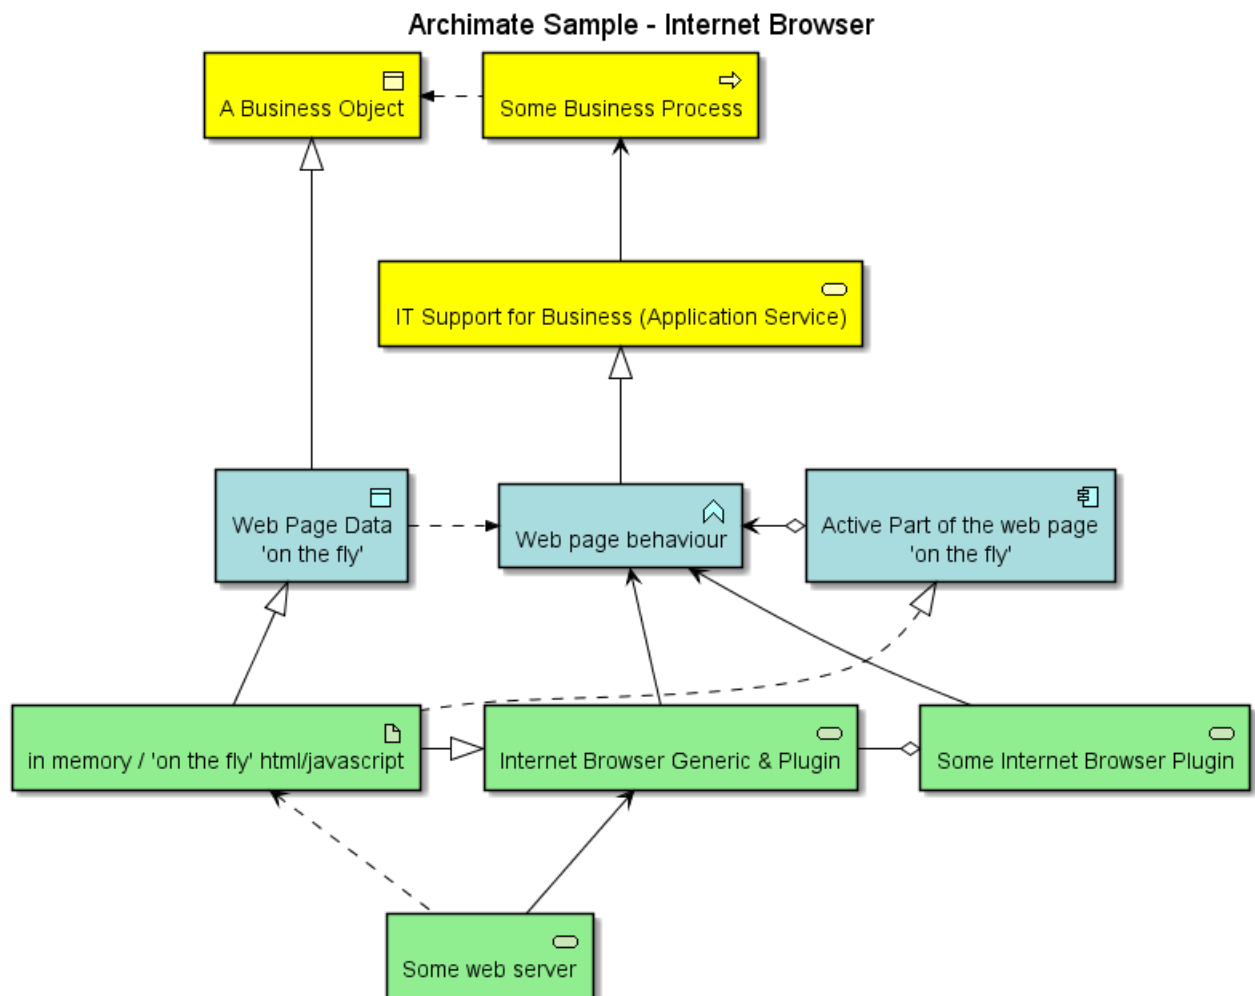 Archimate Sample - Internet Browser
A Business Object
Some Business Process
IT Support for Business (Application Service)
Web Page Data
'on the fly'
Web page behaviour
Active Part of the web page
'on the fly'
in memory / 'on the fly' html/javascript
Internet Browser Generic & Plugin
Some Internet Browser Plugin
Some web server